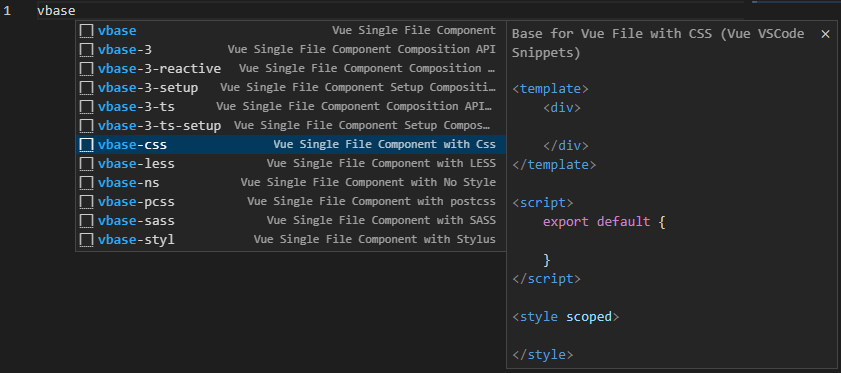 1 vbase
vbase Vue Single File Component
vbase-3 Vue Single File Component Composition API
vbase-3-reactive Vue Single File Component Composition …
vbase-3-setup Vue Single File Component Setup Compositi…
vbase-3-ts Vue Single File Component Composition API…
vbase-3-ts-setup Vue Single File Component Setup Compos…
vbase-css Vue Single File Component with Css
vbase-less Vue Single File Component with LESS
vbase-ns Vue Single File Component with No Style
vbase-pcss Vue Single File Component with postcss
vbase-sass Vue Single File Component with SASS
vbase-styl Vue Single File Component with Stylus
Base for Vue File with CSS (Vue VSCode
Snippets)
<template>
    <div>
    </div>
</template>
<script>
    export default {
    }
</script>
<style scoped>
</style>